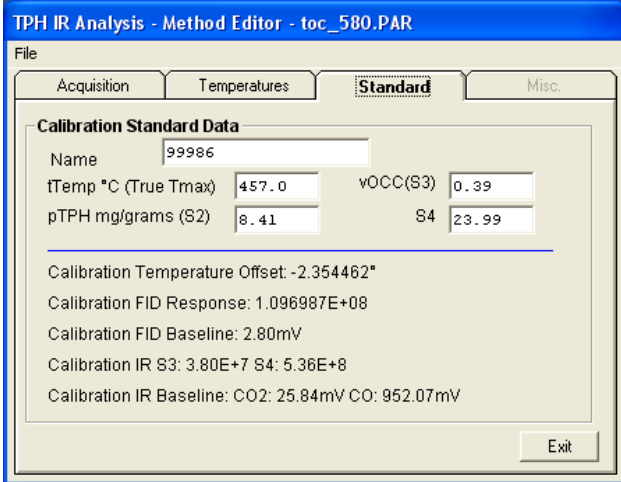 TPH IR Analysis - Method Editor - toc_580.PAR
File
Acquisition Temperatures Standard Misc.
Calibration Standard Data
Name 99986
tTemp °C (True Tmax) 457.0 vOCC(S3) 0.39
pTPH mg/grams (S2) 8.41 S4 23.99
Calibration Temperature Offset: -2.354462°
Calibration FID Response: 1.096987E+08
Calibration FID Baseline: 2.80mV
Calibration IR S3: 3.80E+7 S4: 5.36E+8
Calibration IR Baseline: CO2: 25.84mV CO: 952.07mV
Exit